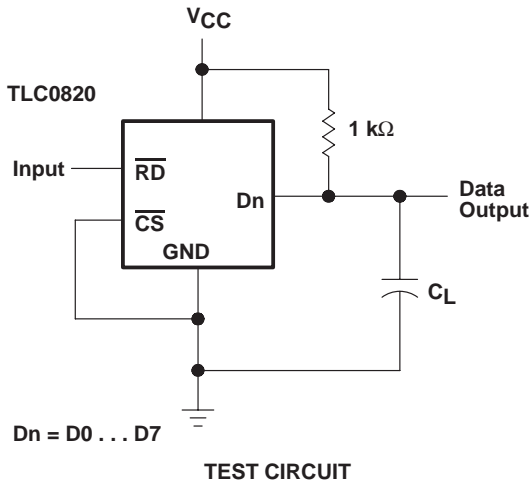 VCC
TLC0820
1 kΩ
Input
RD
Dn
Data
Output
CS
GND
CL
Dn = D0 . . . D7
TEST CIRCUIT